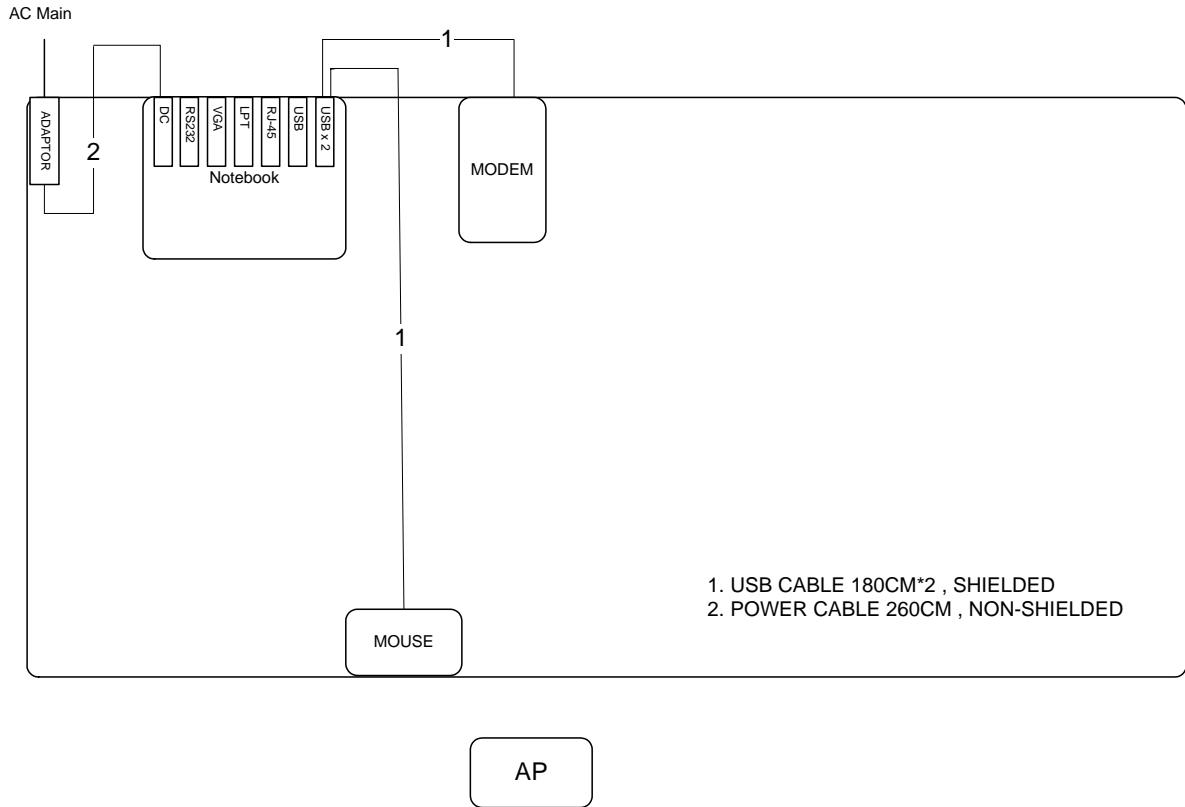 AC Main
1
ADAPTOR
2
DC
RS232
VGA
LPT
RJ-45
USB
USB x 2
Notebook
MODEM
1
1. USB CABLE 180CM*2 , SHIELDED
2. POWER CABLE 260CM , NON-SHIELDED
MOUSE
AP